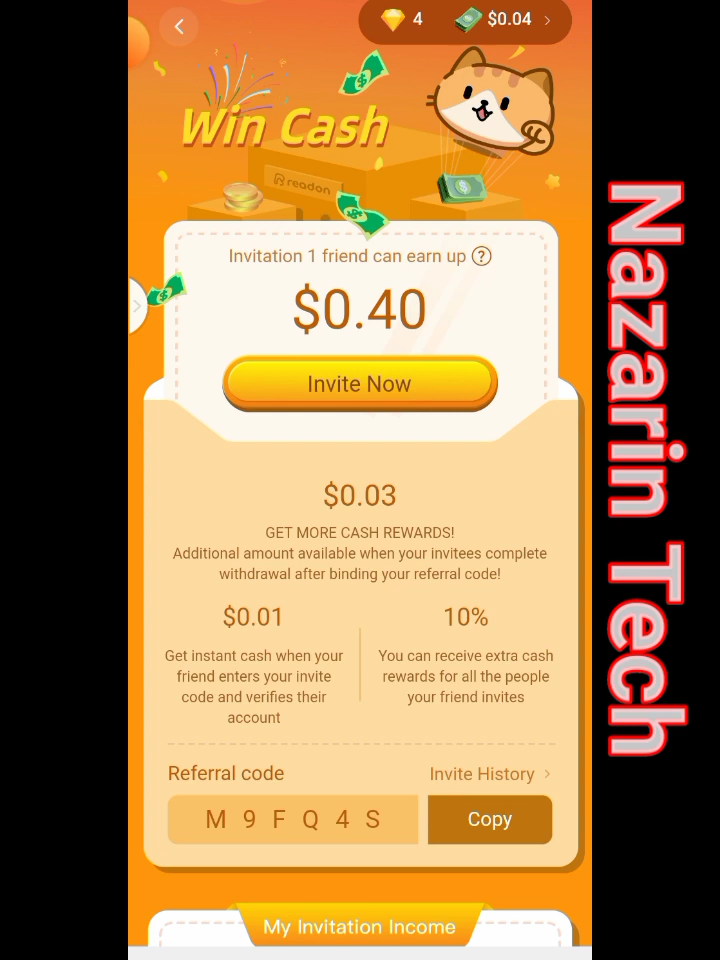 4
$0.04
Win Cash
readon
Invitation 1 friend can earn up ?
$0.40
Invite Now
$0.03
GET MORE CASH REWARDS!
Additional amount available when your invitees complete
withdrawal after binding your referral code!
$0.01
Get instant cash when your
friend enters your invite
code and verifies their
account
10%
You can receive extra cash
rewards for all the people
your friend invites
Referral code
Invite History
M 9 F Q 4 S
Copy
My Invitation Income
Nazarin Tech